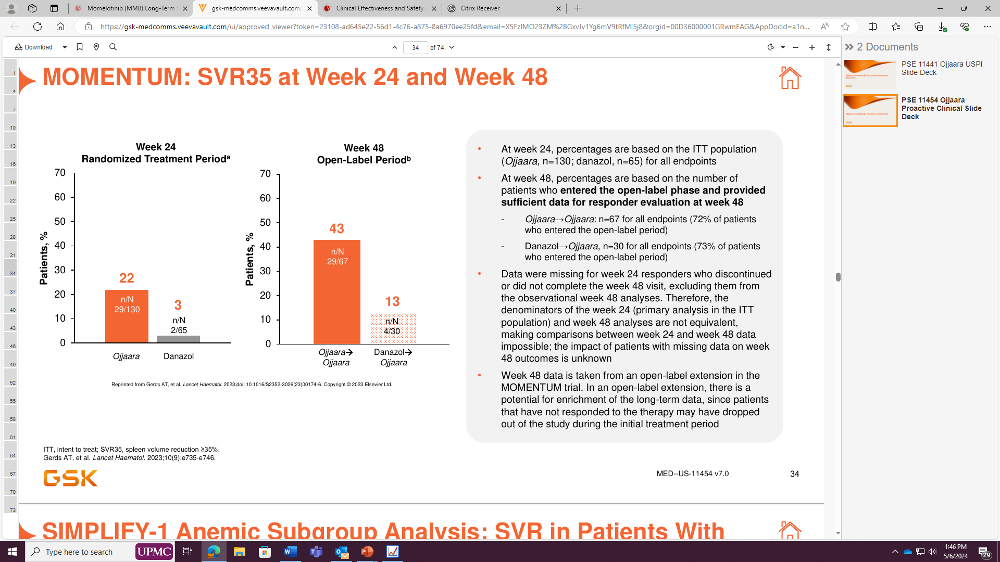 Momelotinib (MMB) Long-Term
gsk-medcomms.veevavault.com/
Clinical Effectiveness and Safety
Citrix Receiver
https://gsk-medcomms.veevavault.com/ui/approved_viewer?token=23108-ad645e22-56d1-4c76-a875-8a6970ee25fd&email=X5FzIMO23ZM%2BGxvJv1Yg6mV9tRfMI5j8&orgid=00D36000001GRwmEAG&AppDocId=a1n...
Download
34 of 74
2 Documents
PSE 11441 Ojjaara USPI
Slide Deck
PSE 11454 Ojjaara
Proactive Clinical Slide
Deck
1
4
7
10
13
16
19
22
25
28
31
34
37
40
43
46
49
52
55
58
61
64
67
70
73
MOMENTUM: SVR35 at Week 24 and Week 48
Week 24
Randomized Treatment Periodᵃ
Patients, %
70
60
50
40
30
20
10
0
22
n/N
29/130
3
n/N
2/65
Ojjaara
Danazol
Week 48
Open-Label Periodᵇ
Patients, %
70
60
50
40
30
20
10
0
43
n/N
29/67
13
n/N
4/30
Ojjaara→
Ojjaara
Danazol→
Ojjaara
Reprinted from Gerds AT, et al. Lancet Haematol. 2023;doi: 10.1016/S2352-3026(23)00174-6. Copyright © 2023 Elsevier Ltd.
• At week 24, percentages are based on the ITT population
(Ojjaara, n=130; danazol, n=65) for all endpoints
• At week 48, percentages are based on the number of
patients who entered the open-label phase and provided
sufficient data for responder evaluation at week 48
- Ojjaara→Ojjaara: n=67 for all endpoints (72% of patients
who entered the open-label period)
- Danazol→Ojjaara, n=30 for all endpoints (73% of patients
who entered the open-label period)
• Data were missing for week 24 responders who discontinued
or did not complete the week 48 visit, excluding them from
the observational week 48 analyses. Therefore, the
denominators of the week 24 (primary analysis in the ITT
population) and week 48 analyses are not equivalent,
making comparisons between week 24 and week 48 data
impossible; the impact of patients with missing data on week
48 outcomes is unknown
• Week 48 data is taken from an open-label extension in the
MOMENTUM trial. In an open-label extension, there is a
potential for enrichment of the long-term data, since patients
that have not responded to the therapy may have dropped
out of the study during the initial treatment period
ITT, intent to treat; SVR35, spleen volume reduction ≥35%.
Gerds AT, et al. Lancet Haematol. 2023;10(9):e735-e746.
GSK
MED--US-11454 v7.0
34
SIMPLIFY-1 Anemic Subgroup Analysis: SVR in Patients With
Type here to search
UPMC
1:46 PM
5/6/2024
29